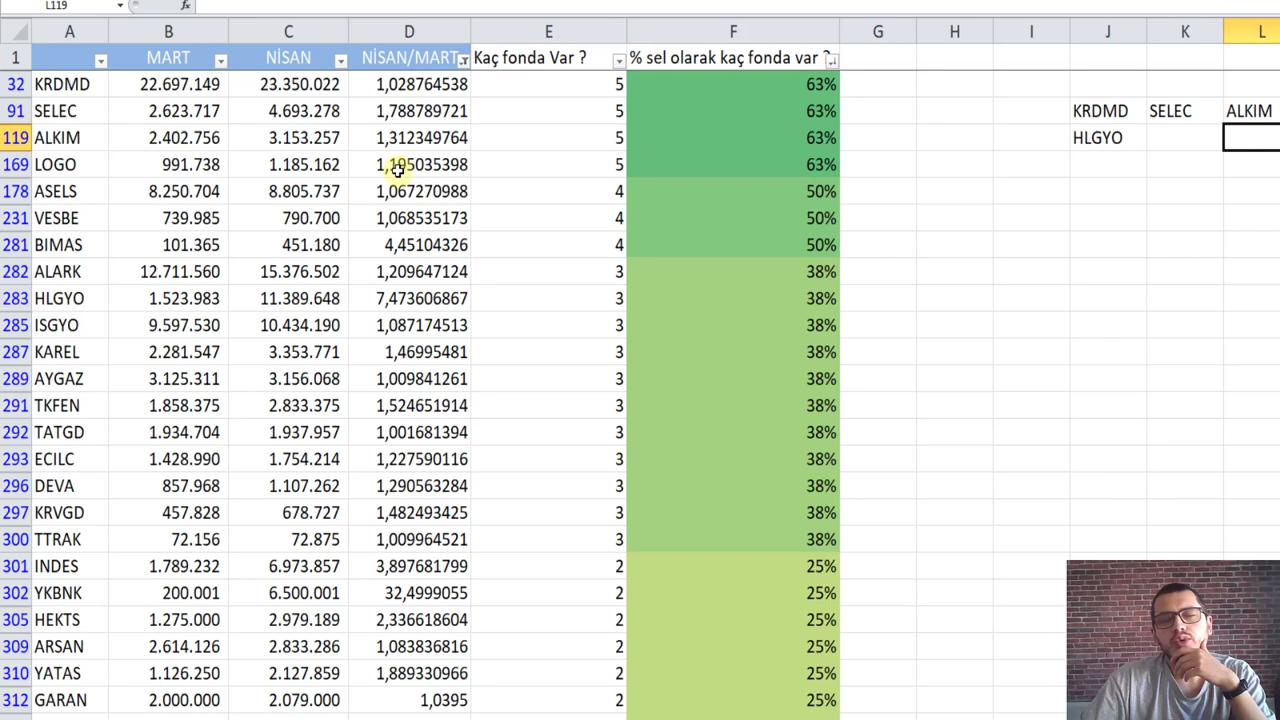 L119 fx
A B C D E F G H I J K L
1 MART NİSAN NİSAN/MART Kaç fonda Var ? % sel olarak kaç fonda var ?
32 KRDMD 22.697.149 23.350.022 1,028764538 5 63%
91 SELEC 2.623.717 4.693.278 1,788789721 5 63% KRDMD SELEC ALKIM
119 ALKIM 2.402.756 3.153.257 1,312349764 5 63% HLGYO
169 LOGO 991.738 1.185.162 1,195035398 5 63%
178 ASELS 8.250.704 8.805.737 1,067270988 4 50%
231 VESBE 739.985 790.700 1,068535173 4 50%
281 BIMAS 101.365 451.180 4,45104326 4 50%
282 ALARK 12.711.560 15.376.502 1,209647124 3 38%
283 HLGYO 1.523.983 11.389.648 7,473606867 3 38%
285 ISGYO 9.597.530 10.434.190 1,087174513 3 38%
287 KAREL 2.281.547 3.353.771 1,46995481 3 38%
289 AYGAZ 3.125.311 3.156.068 1,009841261 3 38%
291 TKFEN 1.858.375 2.833.375 1,524651914 3 38%
292 TATGD 1.934.704 1.937.957 1,001681394 3 38%
293 ECILC 1.428.990 1.754.214 1,227590116 3 38%
296 DEVA 857.968 1.107.262 1,290563284 3 38%
297 KRVGD 457.828 678.727 1,482493425 3 38%
300 TTRAK 72.156 72.875 1,009964521 3 38%
301 INDES 1.789.232 6.973.857 3,897681799 2 25%
302 YKBNK 200.001 6.500.001 32,4999055 2 25%
305 HEKTS 1.275.000 2.979.189 2,336618604 2 25%
309 ARSAN 2.614.126 2.833.286 1,083836816 2 25%
310 YATAS 1.126.250 2.127.859 1,889330966 2 25%
312 GARAN 2.000.000 2.079.000 1,0395 2 25%